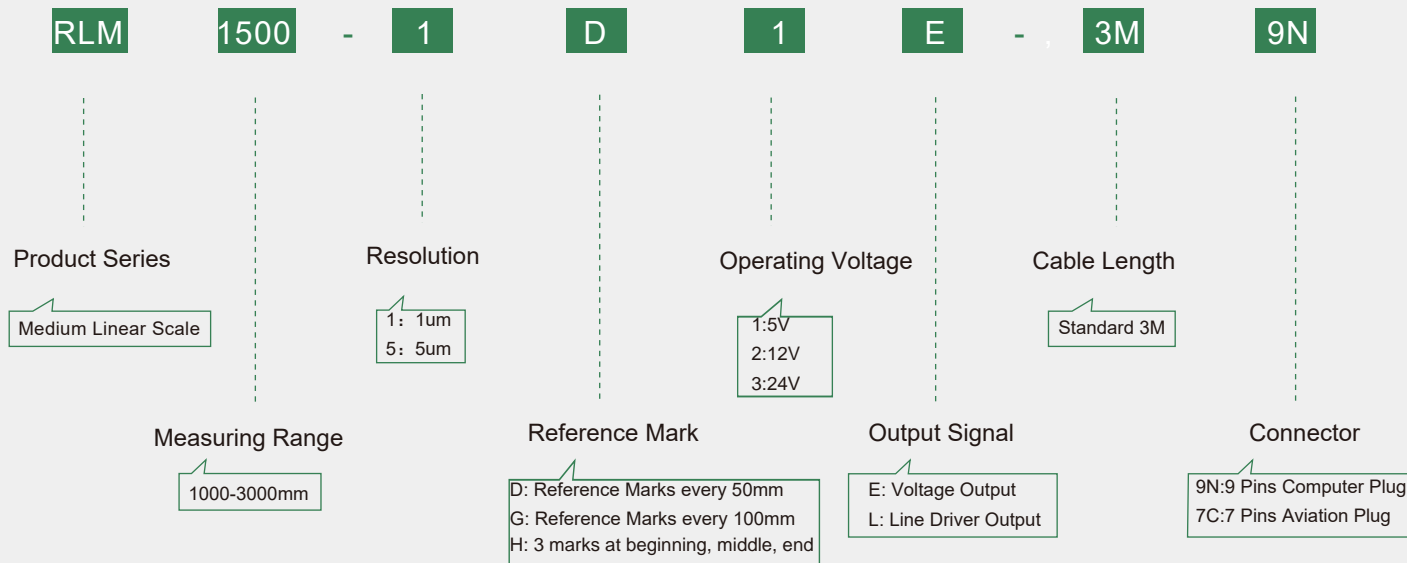 RLM 1500 - 1 D 1 E - , 3M 9N
Product Series
Medium Linear Scale
Resolution
1：1um
5：5um
Operating Voltage
1:5V
2:12V
3:24V
Cable Length
Standard 3M
Measuring Range
1000-3000mm
Reference Mark
D: Reference Marks every 50mm
G: Reference Marks every 100mm
H: 3 marks at beginning, middle, end
Output Signal
E: Voltage Output
L: Line Driver Output
Connector
9N:9 Pins Computer Plug
7C:7 Pins Aviation Plug